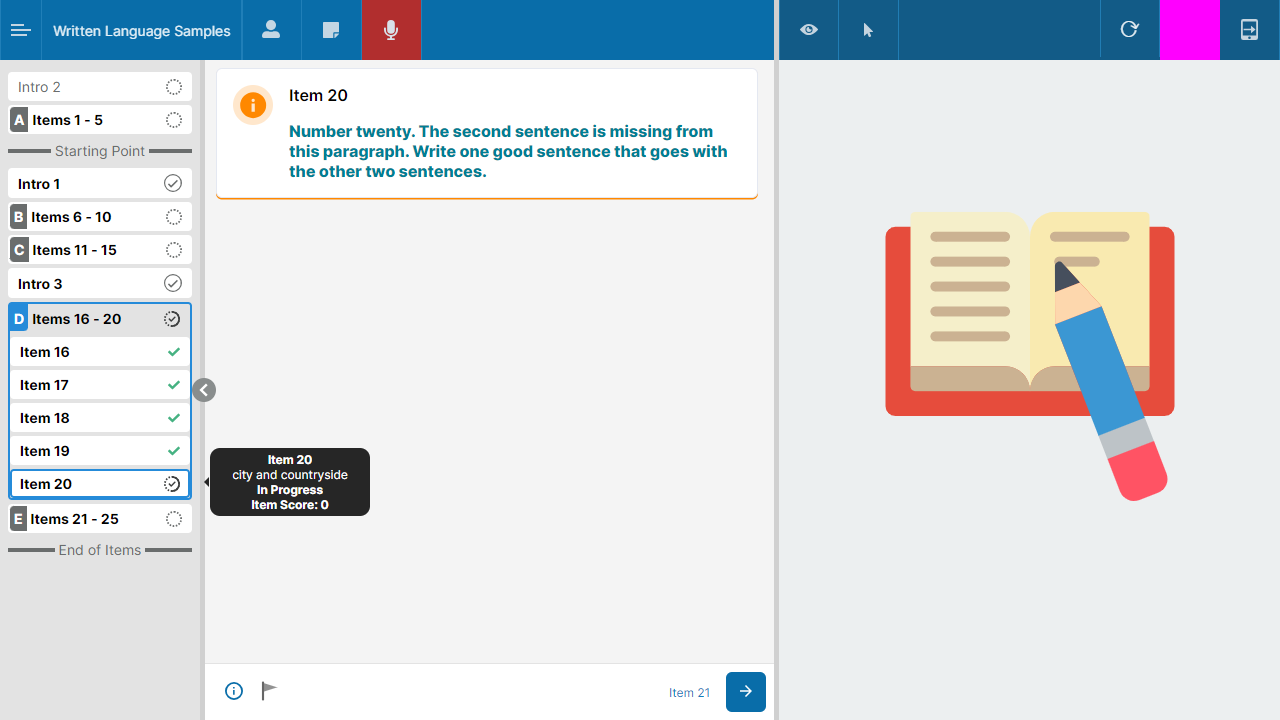 Written Language Samples
Intro 2
A Items 1 - 5
Starting Point
Intro 1
B Items 6 - 10
C Items 11 - 15
Intro 3
D Items 16 - 20
Item 16
Item 17
Item 18
Item 19
Item 20
E Items 21 - 25
End of Items
Item 20
Number twenty. The second sentence is missing from
this paragraph. Write one good sentence that goes with
the other two sentences.
Item 20
city and countryside
In Progress
Item Score: 0
Item 21